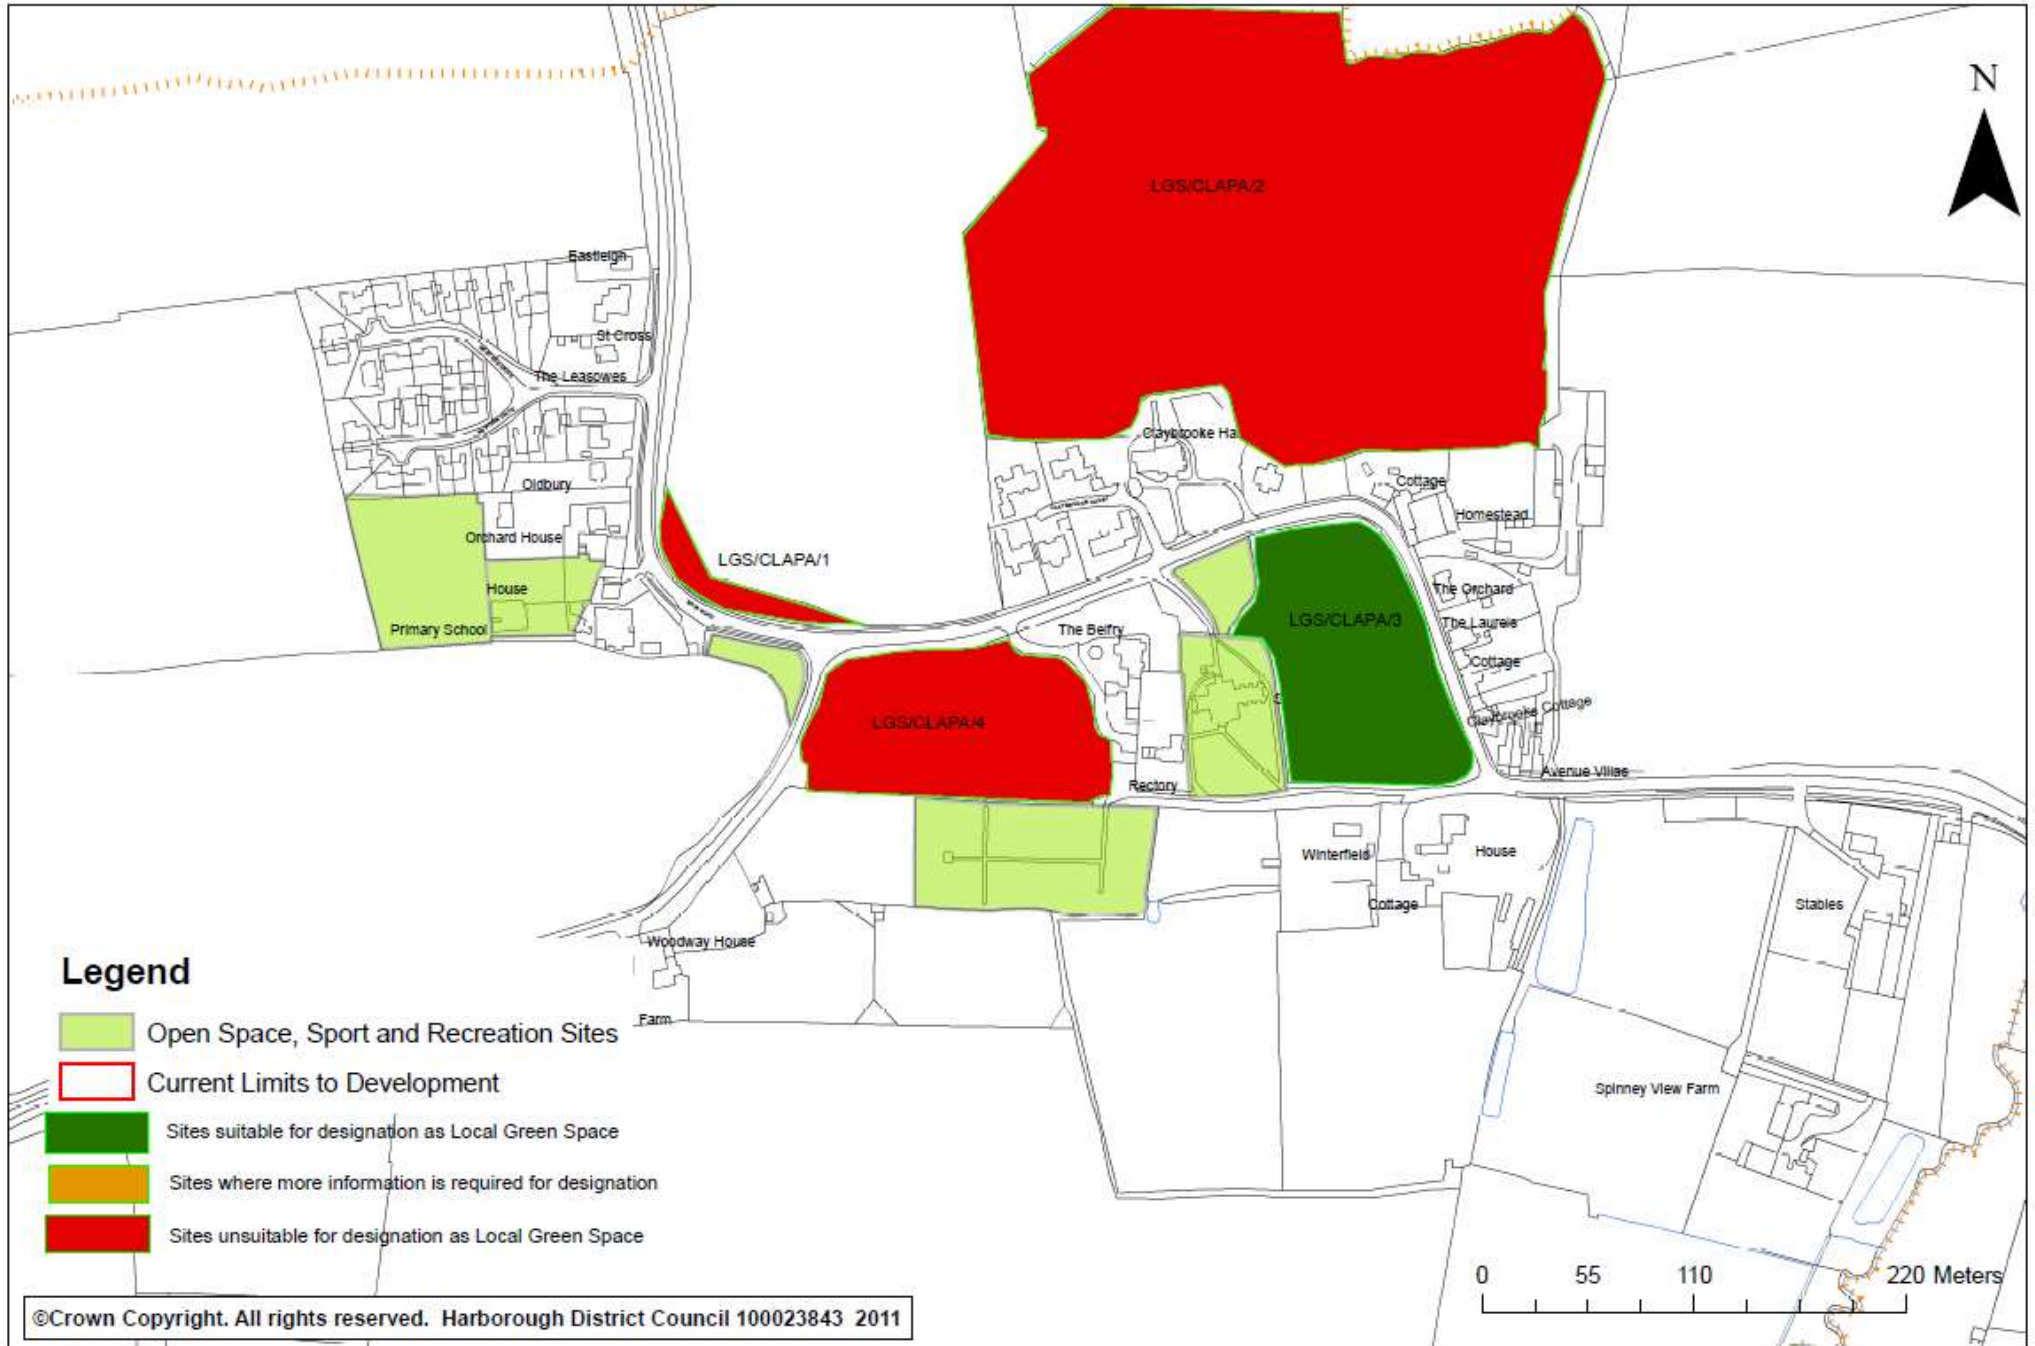 N
LGS/CLAPA/2
Eastleigh
St Cross
The Leasowes
Claybrooke Ha
Oldbury
Cottage
Homestead
Orchard House
LGS/CLAPA/1
House
The Orchard
LGS/CLAPA/3
The Laurels
Primary School
The Belfry
Cottage
S
LGS/CLAPA/4
Claybrooke Cottage
Avenue Villas
Rectory
Winterfield
House
Cottage
Stables
Woodway House
Farm
Spinney View Farm
Legend
Open Space, Sport and Recreation Sites
Current Limits to Development
Sites suitable for designation as Local Green Space
Sites where more information is required for designation
Sites unsuitable for designation as Local Green Space
0 55 110 220 Meters
©Crown Copyright. All rights reserved. Harborough District Council 100023843 2011